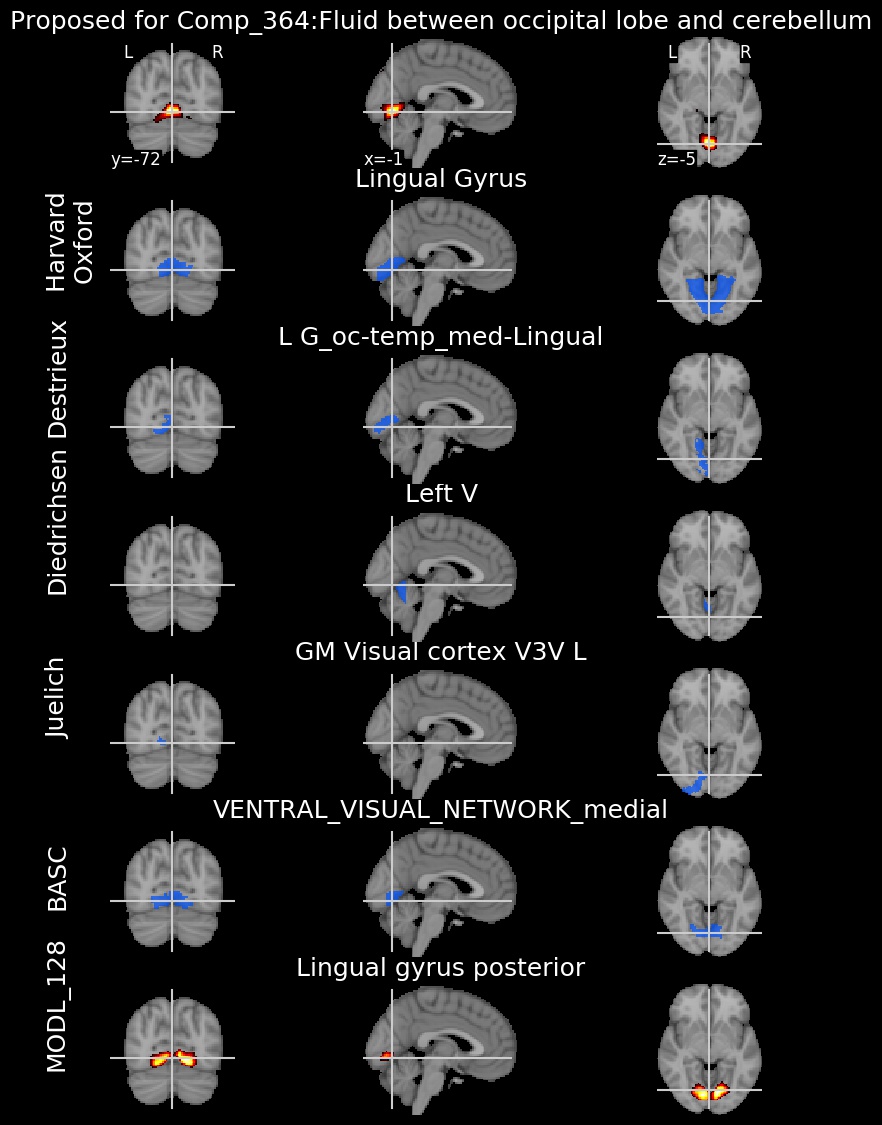 Proposed for Comp_364:Fluid between occipital lobe and cerebellum
L R L R
y=-72 x=-1 z=-5
Lingual Gyrus
Harvard
Oxford
L G_oc-temp_med-Lingual
Destrieux
Left V
Diedrichsen
GM Visual cortex V3V L
Juelich
VENTRAL_VISUAL_NETWORK_medial
BASC
Lingual gyrus posterior
MODL_128